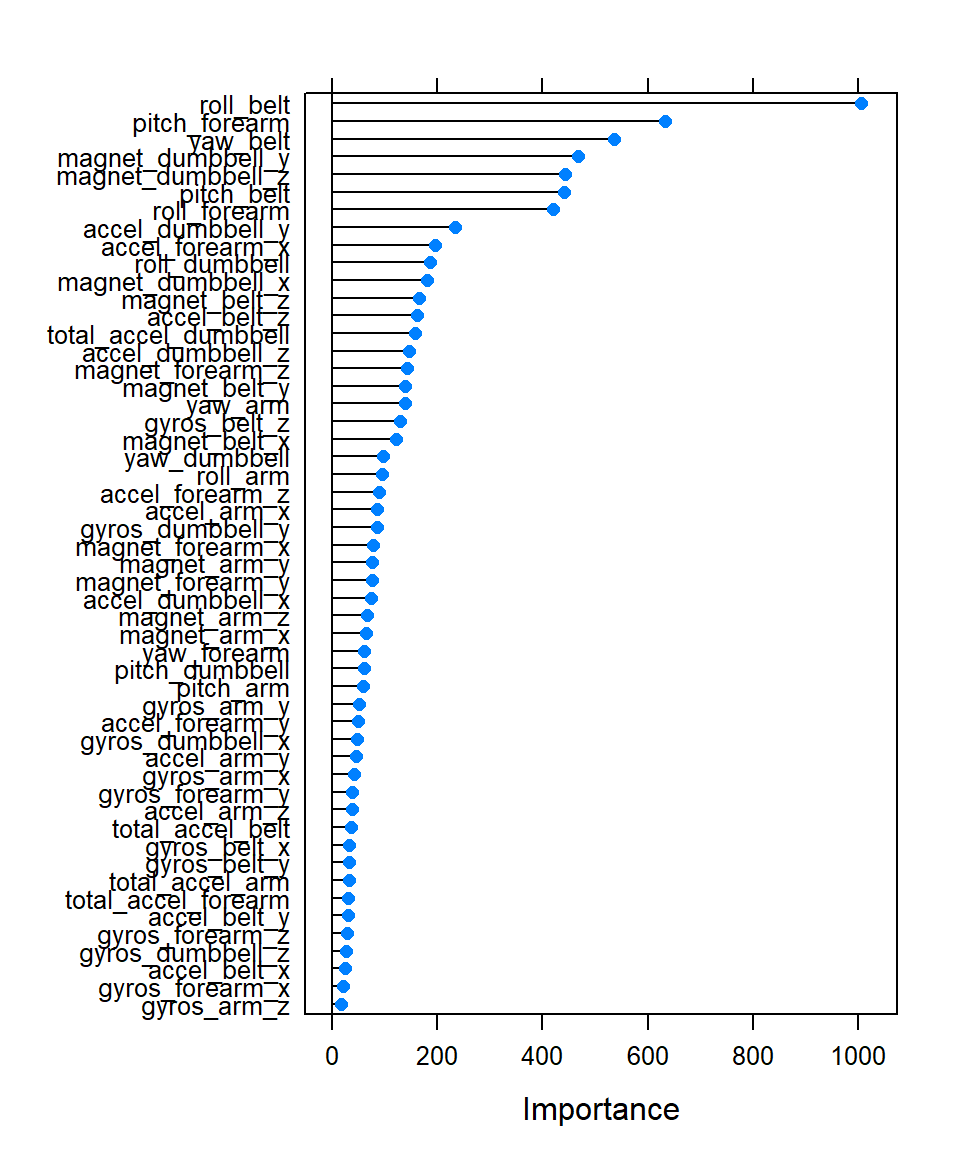 roll_belt
pitch_forearm
yaw_belt
magnet_dumbbell_y
magnet_dumbbell_z
pitch_belt
roll_forearm
accel_dumbbell_y
accel_forearm_x
roll_dumbbell
magnet_dumbbell_x
magnet_belt_z
accel_belt_z
total_accel_dumbbell
accel_dumbbell_z
magnet_forearm_z
magnet_belt_y
yaw_arm
gyros_belt_z
magnet_belt_x
yaw_dumbbell
roll_arm
accel_forearm_z
accel_arm_x
gyros_dumbbell_y
magnet_forearm_x
magnet_arm_y
magnet_forearm_y
accel_dumbbell_x
magnet_arm_z
magnet_arm_x
yaw_forearm
pitch_dumbbell
pitch_arm
gyros_arm_y
accel_forearm_y
gyros_dumbbell_x
accel_arm_y
gyros_arm_x
gyros_forearm_y
accel_arm_z
total_accel_belt
gyros_belt_x
gyros_belt_y
total_accel_arm
total_accel_forearm
accel_belt_y
gyros_forearm_z
gyros_dumbbell_z
accel_belt_x
gyros_forearm_x
gyros_arm_z
0 200 400 600 800 1000
Importance